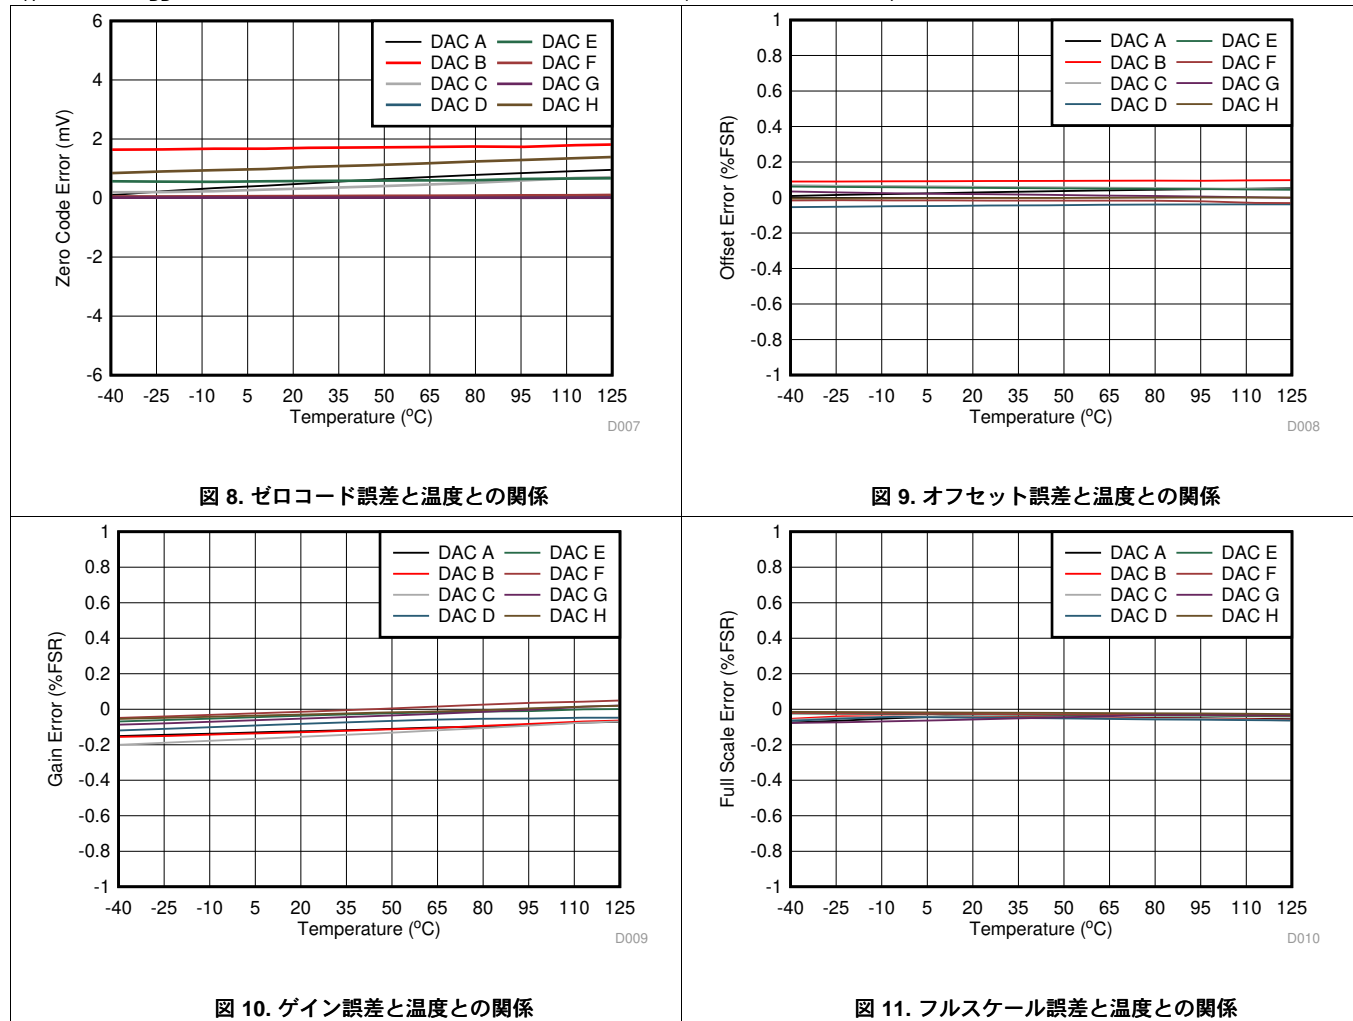 6
4
2
0
-2
-4
-6
Zero Code Error (mV)
DAC A
DAC B
DAC C
DAC D
DAC E
DAC F
DAC G
DAC H
-40 -25 -10 5 20 35 50 65 80 95 110 125
Temperature (ºC)
D007
図 8. ゼロコード誤差と温度との関係
1
0.8
0.6
0.4
0.2
0
-0.2
-0.4
-0.6
-0.8
-1
Offset Error (%FSR)
DAC A
DAC B
DAC C
DAC D
DAC E
DAC F
DAC G
DAC H
-40 -25 -10 5 20 35 50 65 80 95 110 125
Temperature (ºC)
D008
図 9. オフセット誤差と温度との関係
1
0.8
0.6
0.4
0.2
0
-0.2
-0.4
-0.6
-0.8
-1
Gain Error (%FSR)
DAC A
DAC B
DAC C
DAC D
DAC E
DAC F
DAC G
DAC H
-40 -25 -10 5 20 35 50 65 80 95 110 125
Temperature (ºC)
D009
図 10. ゲイン誤差と温度との関係
1
0.8
0.6
0.4
0.2
0
-0.2
-0.4
-0.6
-0.8
-1
Full Scale Error (%FSR)
DAC A
DAC B
DAC C
DAC D
DAC E
DAC F
DAC G
DAC H
-40 -25 -10 5 20 35 50 65 80 95 110 125
Temperature (ºC)
D010
図 11. フルスケール誤差と温度との関係